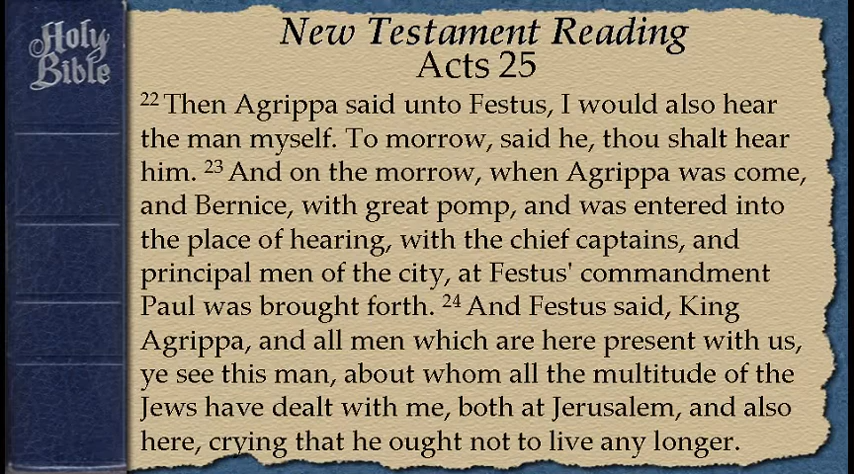 Holy
Bible
New Testament Reading
Acts 25
22 Then Agrippa said unto Festus, I would also hear
the man myself. To morrow, said he, thou shalt hear
him. 23 And on the morrow, when Agrippa was come,
and Bernice, with great pomp, and was entered into
the place of hearing, with the chief captains, and
principal men of the city, at Festus' commandment
Paul was brought forth. 24 And Festus said, King
Agrippa, and all men which are here present with us,
ye see this man, about whom all the multitude of the
Jews have dealt with me, both at Jerusalem, and also
here, crying that he ought not to live any longer.